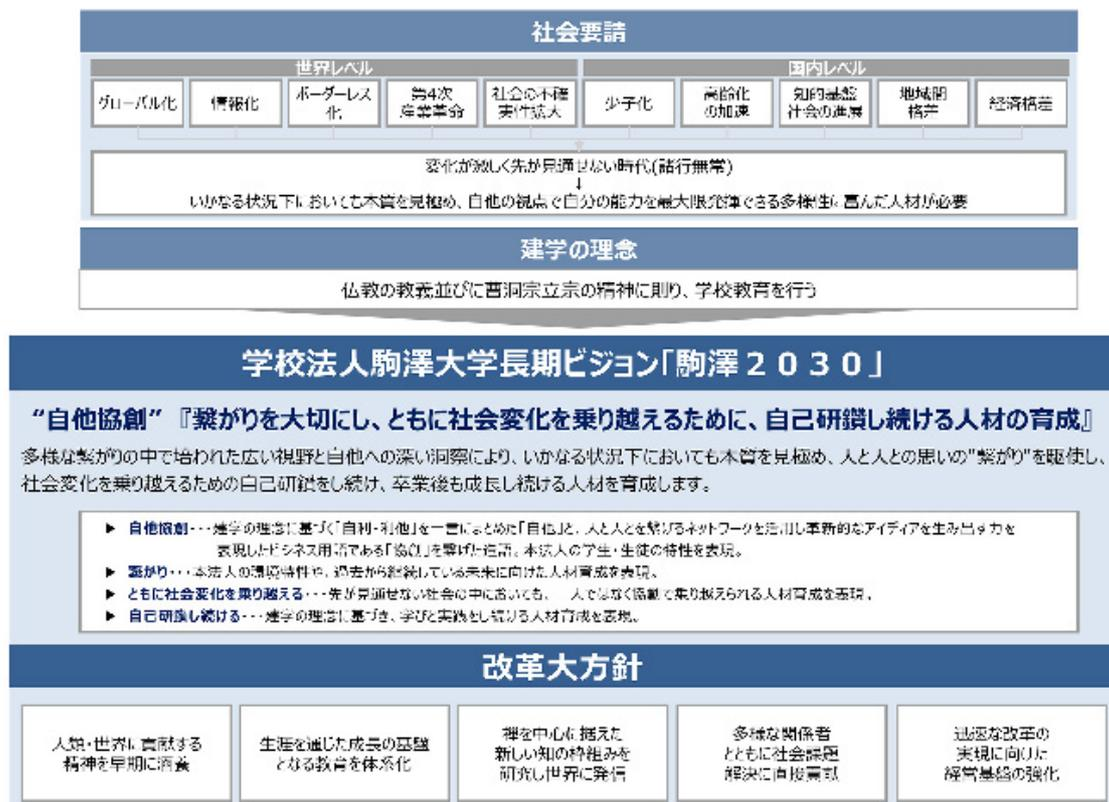 社会要請
世界レベル
国内レベル
グローバル化
情報化
ボーダーレス
化
第4次
産業革命
社会の不確
実性拡大
少子化
高齢化
の加速
知的基盤
社会の進展
地域間
格差
経済格差
変化が激しく先が見通せない時代(諸行無常)
↓
いかなる状況下においても本質を見極め、自他の視点で自分の能力を最大限発揮できる多様性に富んだ人材が必要
建学の理念
仏教の教義並びに曹洞宗立宗の精神に則り、学校教育を行う
学校法人駒澤大学長期ビジョン「駒澤2030」
“自他協創”『繋がりを大切にし、ともに社会変化を乗り越えるために、自己研鑽し続ける人材の育成』
多様な繋がりの中で培われた広い視野と自他への深い洞察により、いかなる状況下においても本質を見極め、人と人との思いの"繋がり"を駆使し、
社会変化を乗り越えるための自己研鑽をし続け、卒業後も成長し続ける人材を育成します。
▶ 自他協創・・・建学の理念に基づく「自利・利他」を一言にまとめた「自他」と、人と人とを繋げるネットワークを活用し革新的なアイディアを生み出す力を
表現したビジネス用語である「協創」を繋げた造語。本法人の学生・生徒の特性を表現。
▶ 繋がり・・・本法人の環境特性や、過去から継続している未来に向けた人材育成を表現。
▶ ともに社会変化を乗り越える・・・先が見通せない社会の中においても、一人ではなく協働で乗り越えられる人材育成を表現。
▶ 自己研鑽し続ける・・・建学の理念に基づき、学びと実践をし続ける人材育成を表現。
改革大方針
人類・世界に貢献する
精神を早期に涵養
生涯を通じた成長の基盤
となる教育を体系化
禅を中心に据えた
新しい知の枠組みを
研究し世界に発信
多様な関係者
とともに社会課題
解決に直接貢献
迅速な改革の
実現に向けた
経営基盤の強化